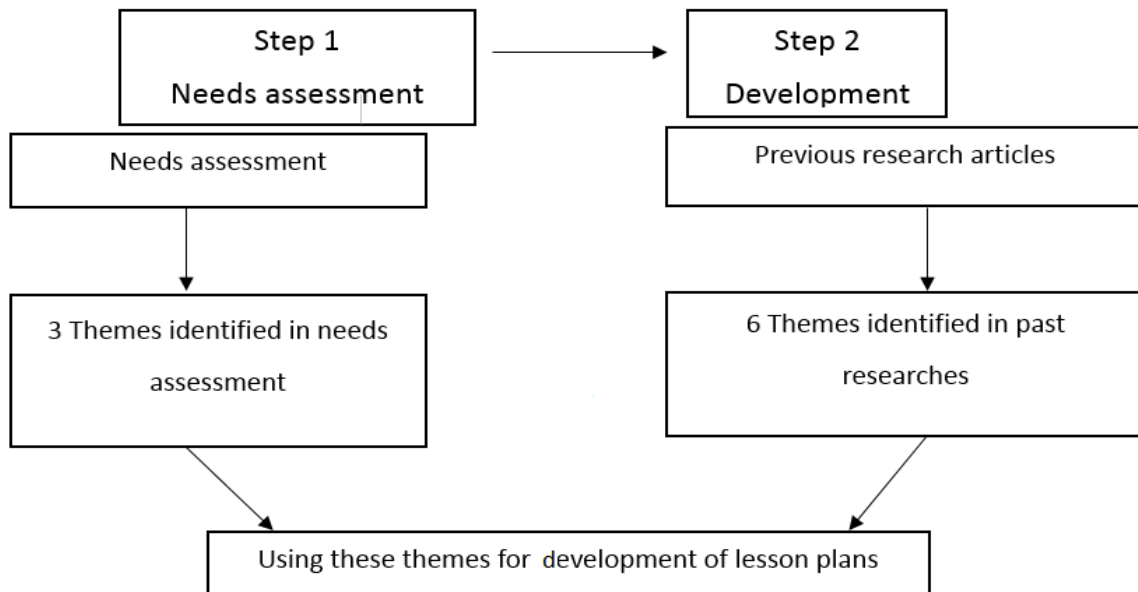 Step 1
Needs assessment
Step 2
Development
Needs assessment
Previous research articles
3 Themes identified in needs
assessment
6 Themes identified in past
researches
Using these themes for development of lesson plans